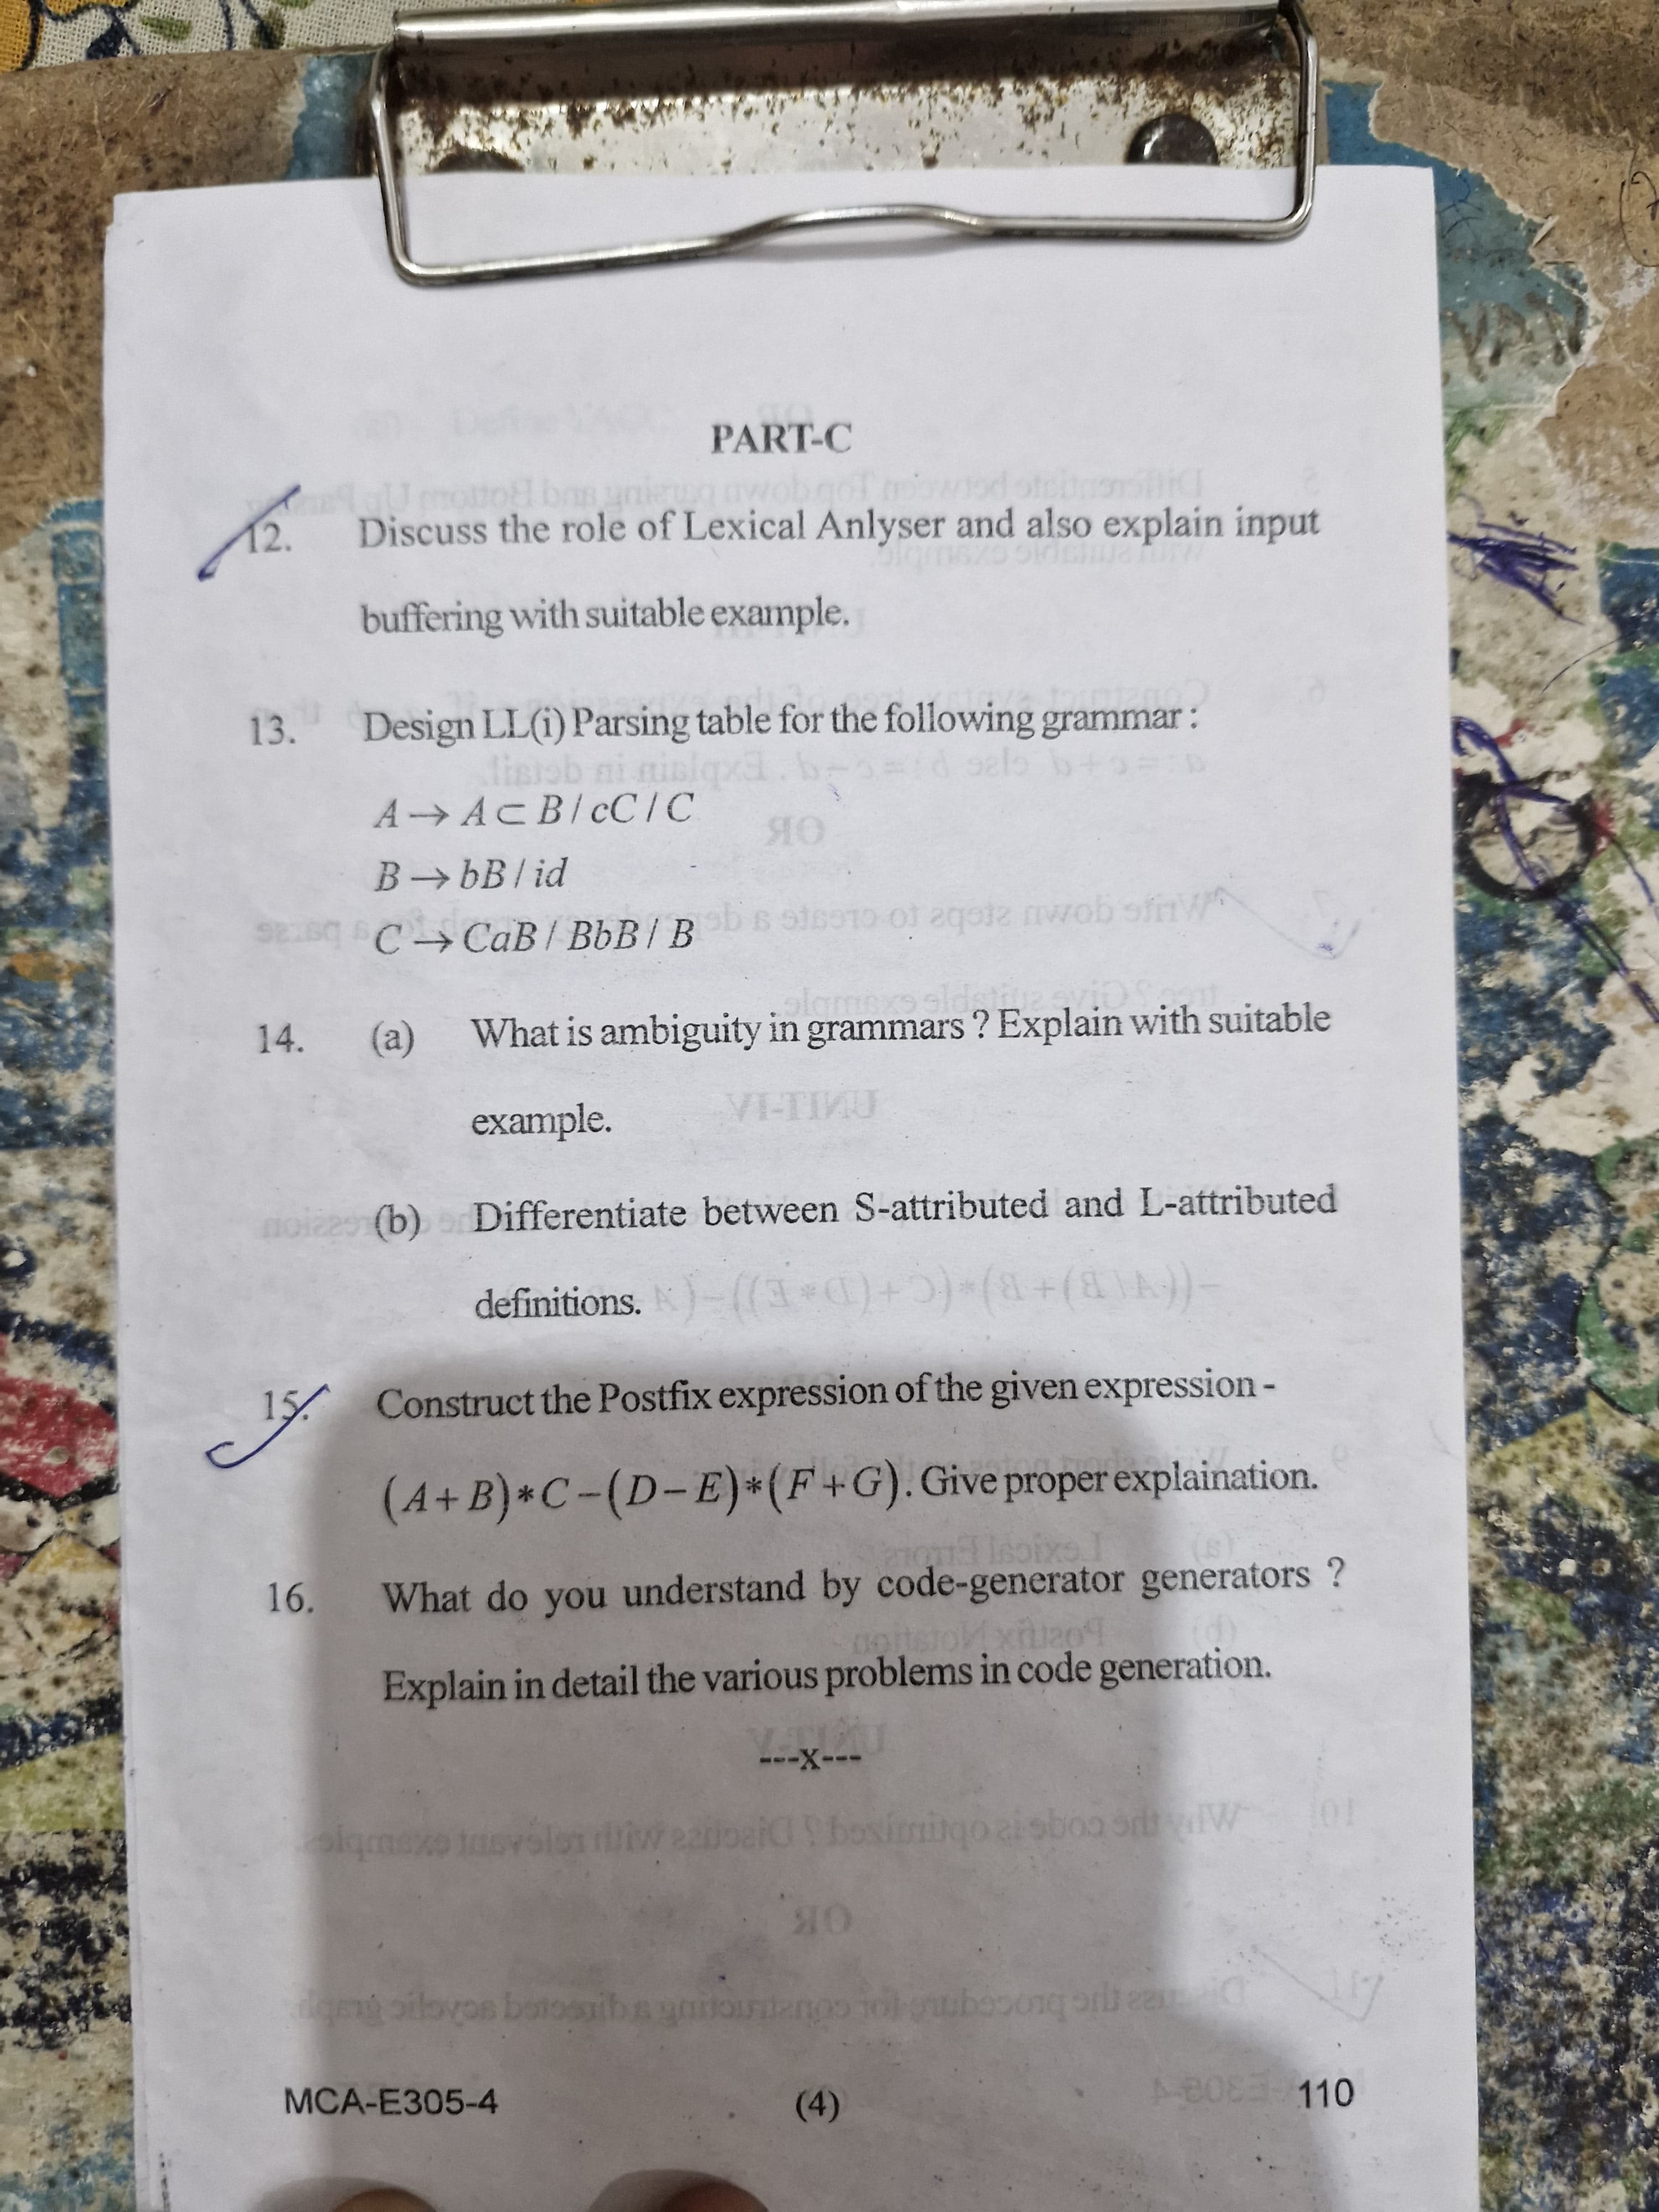 PART-C
12. Discuss the role of Lexical Anlyser and also explain input
buffering with suitable example.
13. Design LL(i) Parsing table for the following grammar :
A → A ⊂ B / cC / C
B → bB / id
C → CaB / BbB / B
14. (a) What is ambiguity in grammars ? Explain with suitable
example.
(b) Differentiate between S-attributed and L-attributed
definitions.
15. Construct the Postfix expression of the given expression -
(A+B)*C-(D-E)*(F+G). Give proper explaination.
16. What do you understand by code-generator generators ?
Explain in detail the various problems in code generation.
---x---
MCA-E305-4 (4) 110